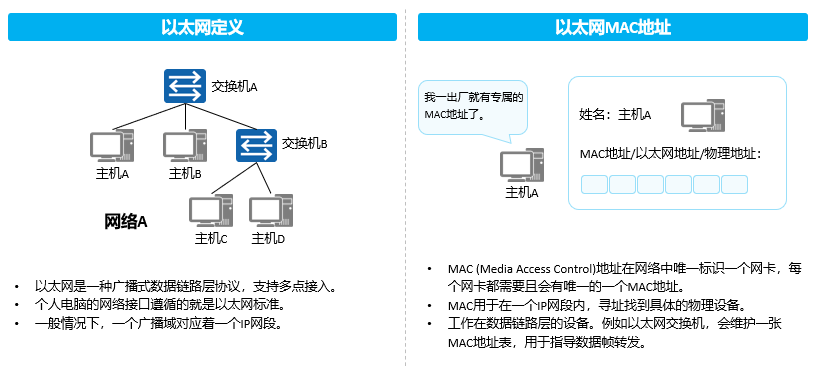 以太网定义
交换机A
主机A
主机B
交换机B
网络A
主机C
主机D
• 以太网是一种广播式数据链路层协议，支持多点接入。
• 个人电脑的网络接口遵循的就是以太网标准。
• 一般情况下，一个广播域对应着一个IP网段。
以太网MAC地址
我一出厂就有专属的
MAC地址了。
主机A
姓名：主机A
MAC地址/以太网地址/物理地址：
• MAC (Media Access Control)地址在网络中唯一标识一个网卡，每
个网卡都需要且会有唯一的一个MAC地址。
• MAC用于在一个IP网段内，寻址找到具体的物理设备。
• 工作在数据链路层的设备。例如以太网交换机，会维护一张
MAC地址表，用于指导数据帧转发。